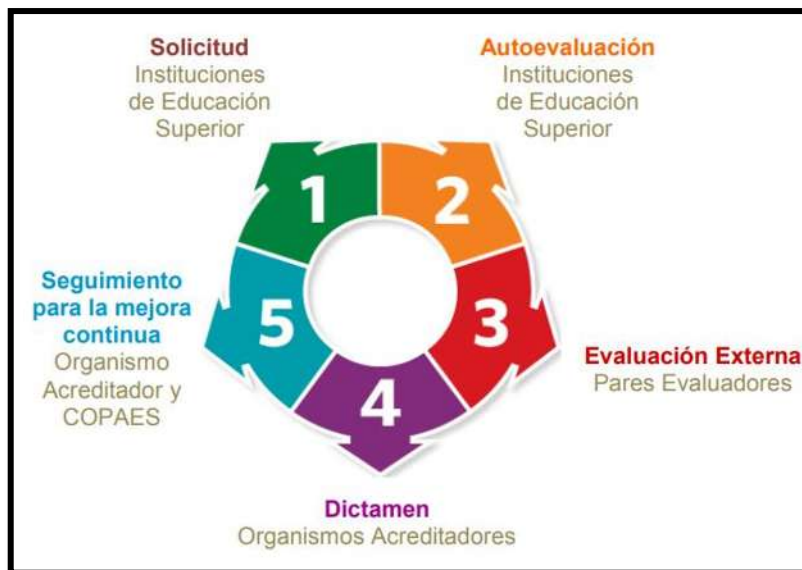 Solicitud
Instituciones
de Educación
Superior
Autoevaluación
Instituciones
de Educación
Superior
1
2
3
4
5
Evaluación Externa
Pares Evaluadores
Dictamen
Organismos Acreditadores
Seguimiento
para la mejora
continua
Organismo
Acreditador y
COPAES